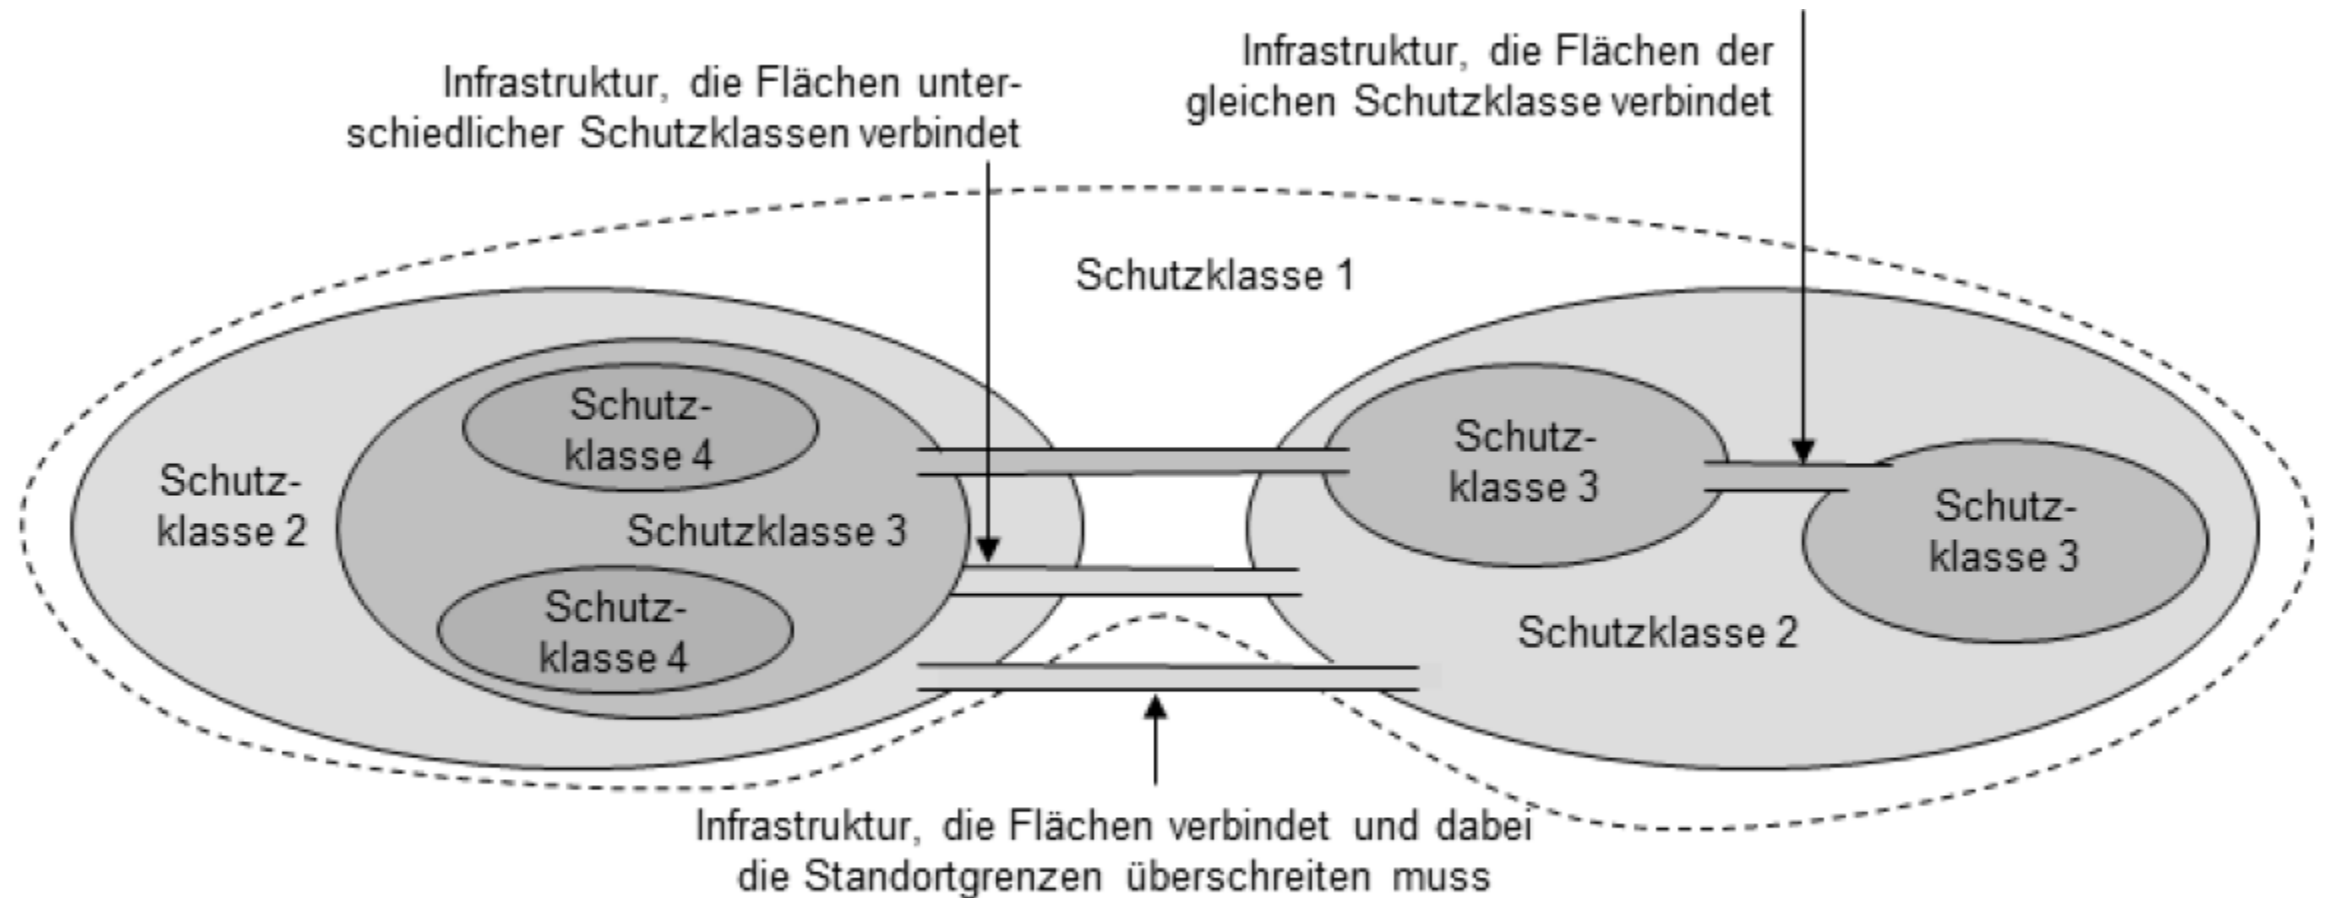 Infrastruktur, die Flächen unter-
schiedlicher Schutzklassen verbindet
Infrastruktur, die Flächen der
gleichen Schutzklasse verbindet
Schutzklasse 1
Schutz-
klasse 2
Schutz-
klasse 4
Schutzklasse 3
Schutz-
klasse 4
Schutz-
klasse 3
Schutz-
klasse 3
Schutzklasse 2
Infrastruktur, die Flächen verbindet und dabei
die Standortgrenzen überschreiten muss